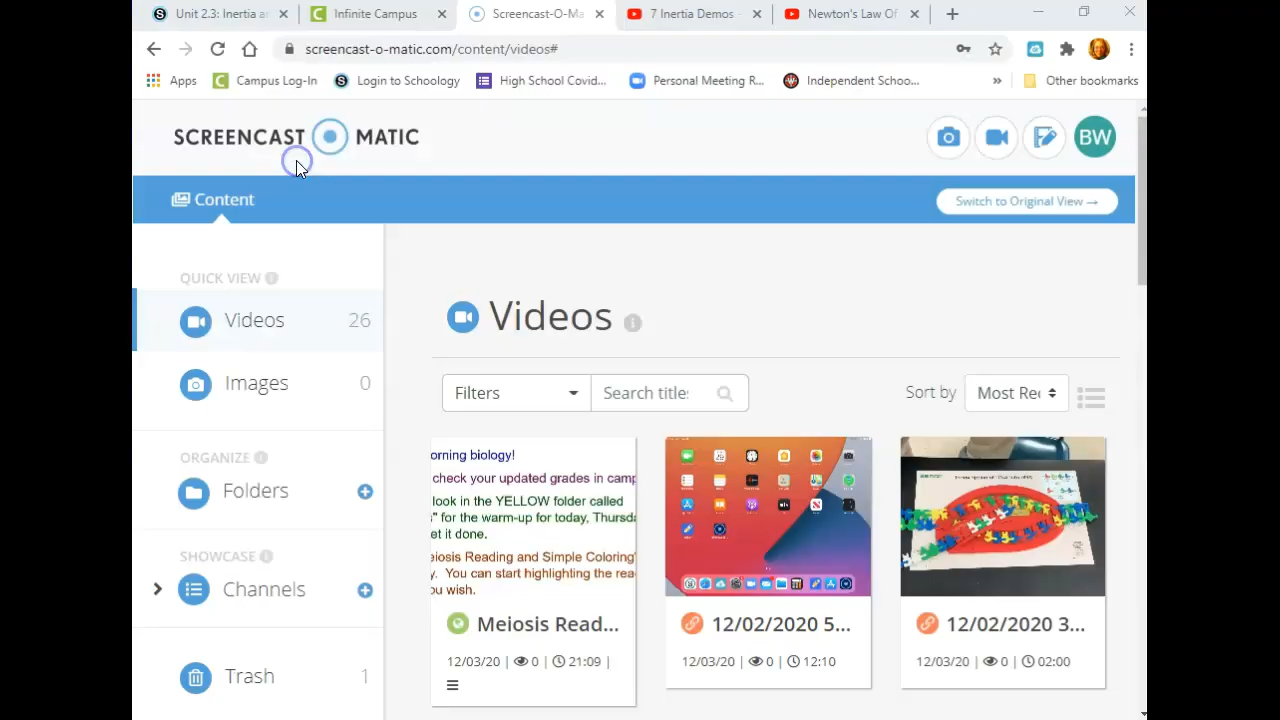 Unit 2.3: Inertia ar
Infinite Campus
Screencast-O-Ma
7 Inertia Demos -
Newton's Law Of
screencast-o-matic.com/content/videos#
Apps
Campus Log-In
Login to Schoology
High School Covid...
Personal Meeting R...
Independent Schoo...
»
Other bookmarks
SCREENCAST MATIC
BW
Content
Switch to Original View →
QUICK VIEW
Videos 26
Images 0
ORGANIZE
Folders
SHOWCASE
Channels
Trash 1
Videos
Filters
Search title:
Sort by
Most Rec
orning biology!
check your updated grades in camp
look in the YELLOW folder called
" for the warm-up for today, Thursda
et it done.
eiosis Reading and Simple Coloring"
y. You can start highlighting the rea
ou wish.
Meiosis Read...
12/03/20 | 0 | 21:09 |
12/02/2020 5...
12/03/20 | 0 | 12:10
12/02/2020 3...
12/03/20 | 0 | 02:00